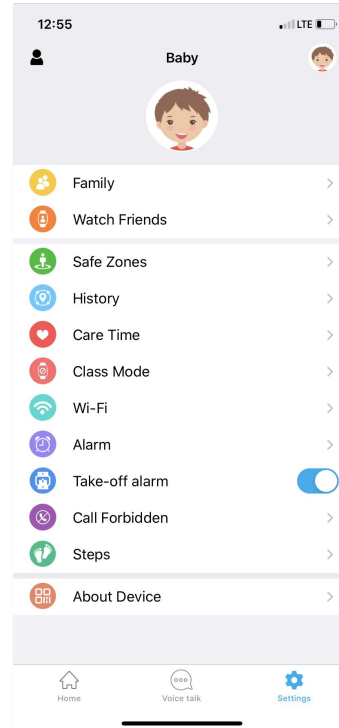 12:55
LTE
Baby
Family
Watch Friends
Safe Zones
History
Care Time
Class Mode
Wi-Fi
Alarm
Take-off alarm
Call Forbidden
Steps
About Device
Home
Voice talk
Settings